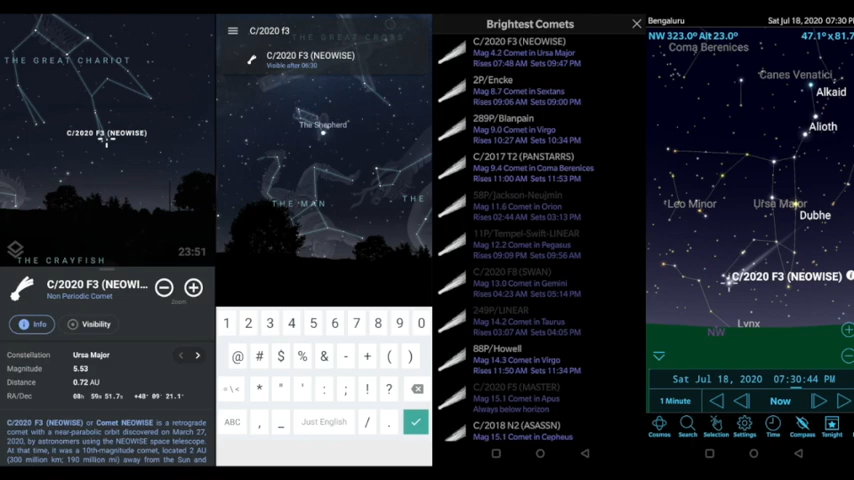 THE GREAT CHARIOT
C/2020 F3 (NEOWISE)
23:51
THE CRAYFISH
C/2020 F3 (NEOWI...
Non Periodic Comet
Zoom
Info
Visibility
Constellation Ursa Major
Magnitude 5.53
Distance 0.72 AU
RA/Dec 08h 59m 51.7s +48° 09' 21.1"
C/2020 F3 (NEOWISE) or Comet NEOWISE is a retrograde
comet with a near-parabolic orbit discovered on March 27,
2020, by astronomers using the NEOWISE space telescope.
At that time, it was a 10th-magnitude comet, located 2 AU
(300 million km; 190 million mi) away from the Sun and
C/2020 f3
THE GREAT CROSS
C/2020 F3 (NEOWISE)
Visible after 06:30
The Shepherd
THE MAN
THE
1 2 3 4 5 6 7 8 9 0
@ # $ % & - + ( )
=\< * " ' : ; ! ?
ABC , _ Just English / .
Brightest Comets
C/2020 F3 (NEOWISE)
Mag 4.2 Comet in Ursa Major
Rises 07:48 AM Sets 09:47 PM
2P/Encke
Mag 8.7 Comet in Sextans
Rises 09:06 AM Sets 09:00 PM
289P/Blanpain
Mag 9.0 Comet in Virgo
Rises 10:27 AM Sets 10:34 PM
C/2017 T2 (PANSTARRS)
Mag 9.4 Comet in Coma Berenices
Rises 11:00 AM Sets 11:53 PM
58P/Jackson-Neujmin
Mag 11.6 Comet in Orion
Rises 02:44 AM Sets 03:13 PM
11P/Tempel-Swift-LINEAR
Mag 12.2 Comet in Pegasus
Rises 09:09 PM Sets 09:56 AM
C/2020 F8 (SWAN)
Mag 13.0 Comet in Gemini
Rises 04:23 AM Sets 05:14 PM
249P/LINEAR
Mag 14.2 Comet in Taurus
Rises 03:07 AM Sets 04:05 PM
88P/Howell
Mag 14.3 Comet in Virgo
Rises 11:50 AM Sets 11:34 PM
C/2020 F5 (MASTER)
Mag 15.1 Comet in Apus
Always below horizon
C/2018 N2 (ASASSN)
Mag 15.1 Comet in Cepheus
Bengaluru Sat Jul 18, 2020 07:30 P
NW 323.0° Alt 23.0° 47.1° x 81.7
Coma Berenices
Canes Venatici
Alkaid
Alioth
Leo Minor
Ursa Major
Dubhe
C/2020 F3 (NEOWISE)
Lynx
NW
Sat Jul 18, 2020 07:30:44 PM
1 Minute Now
Cosmos Search Selection Settings Time Compass Tonight